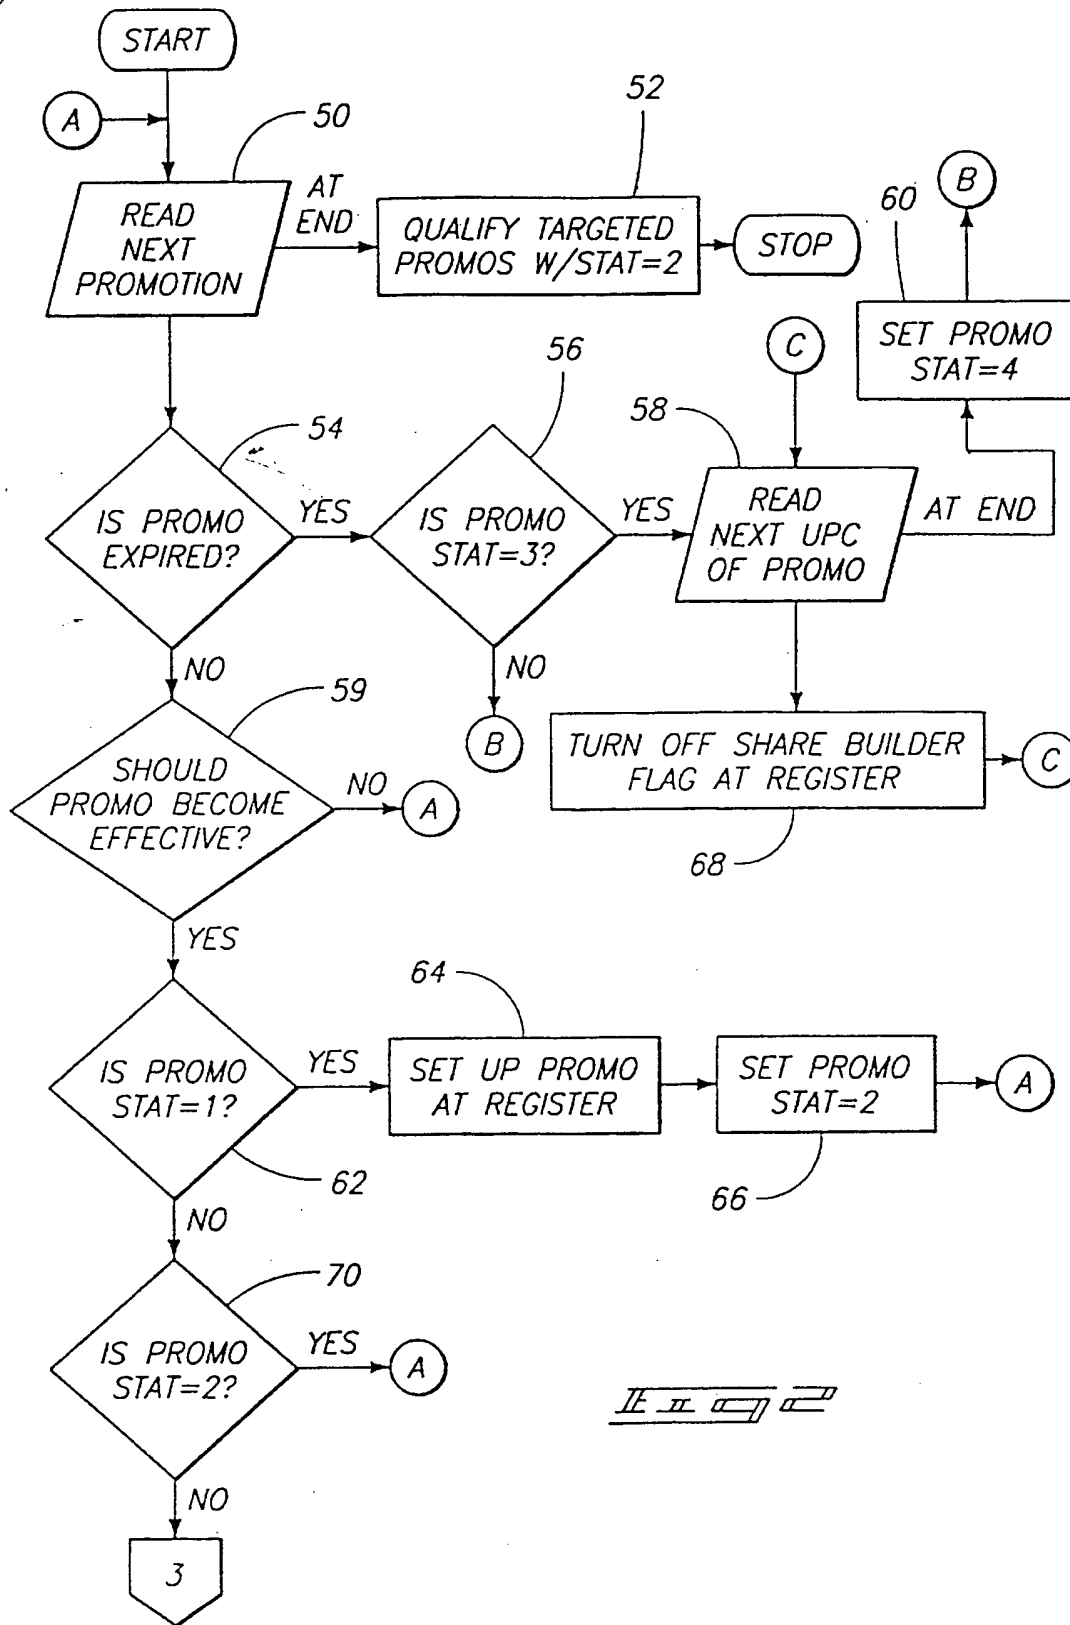 START
A
50
52
READ
NEXT
PROMOTION
AT
END
QUALIFY TARGETED
PROMOS W/STAT=2
STOP
B
60
SET PROMO
STAT=4
C
54
56
58
IS PROMO
EXPIRED?
YES
IS PROMO
STAT=3?
YES
READ
NEXT UPC
OF PROMO
AT END
NO
NO
B
59
SHOULD
PROMO BECOME
EFFECTIVE?
NO
A
TURN OFF SHARE BUILDER
FLAG AT REGISTER
C
68
YES
64
IS PROMO
STAT=1?
YES
SET UP PROMO
AT REGISTER
SET PROMO
STAT=2
A
62
66
NO
70
IS PROMO
STAT=2?
YES
A
Fig 2
NO
3